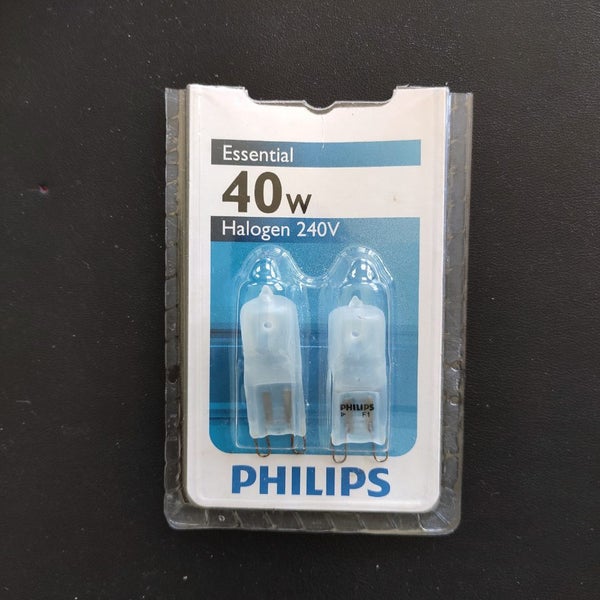 Essential
40w
Halogen 240V
PHILIPS
PHILIPS